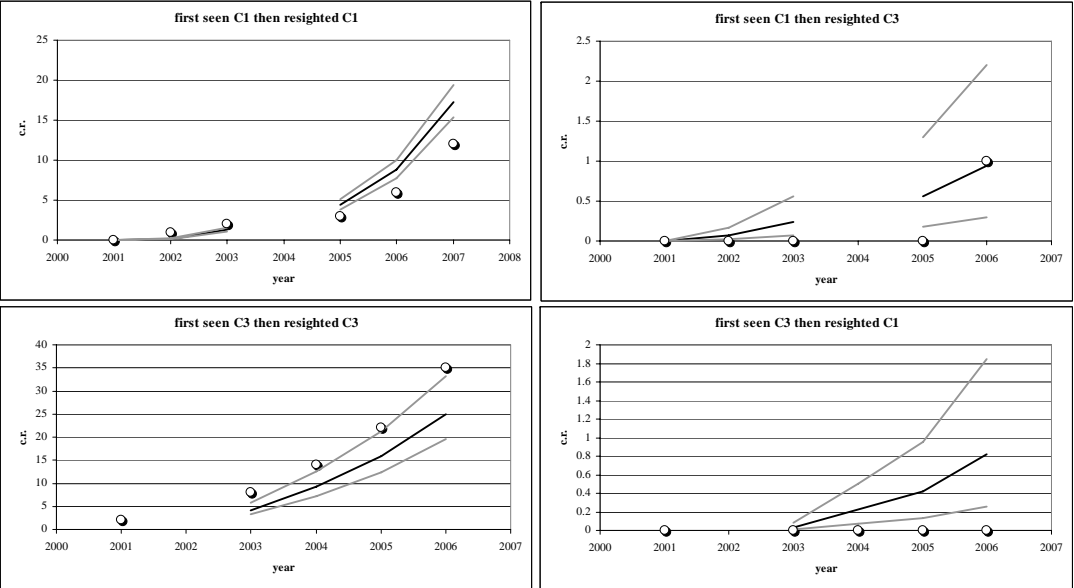 first seen C1 then resighted C1
25
20
15
10
5
0
c.r.
2000 2001 2002 2003 2005 2006 2007 2008
year
first seen C1 then resighted C3
2.5
2
1.5
1
0.5
0
c.r.
2000 2001 2002 2003 2005 2006 2007
year
first seen C3 then resighted C3
40
35
30
25
20
15
10
5
0
c.r.
2000 2001 2002 2003 2004 2005 2006 2007
year
first seen C3 then resighted C1
2
1.8
1.6
1.4
1.2
1
0.8
0.6
0.4
0.2
0
c.r.
2000 2001 2002 2003 2004 2005 2006 2007
year